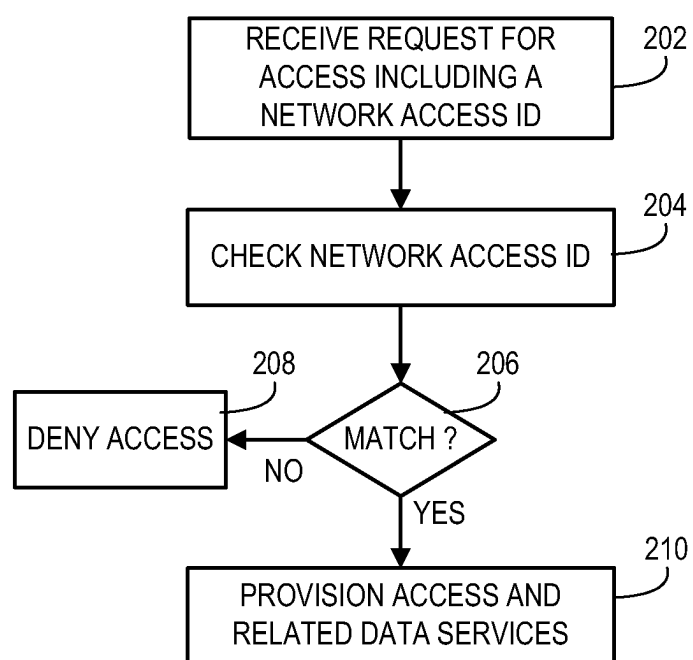 RECEIVE REQUEST FOR
ACCESS INCLUDING A
NETWORK ACCESS ID
202
204
CHECK NETWORK ACCESS ID
208
206
DENY ACCESS
MATCH ?
NO
YES
210
PROVISION ACCESS AND
RELATED DATA SERVICES